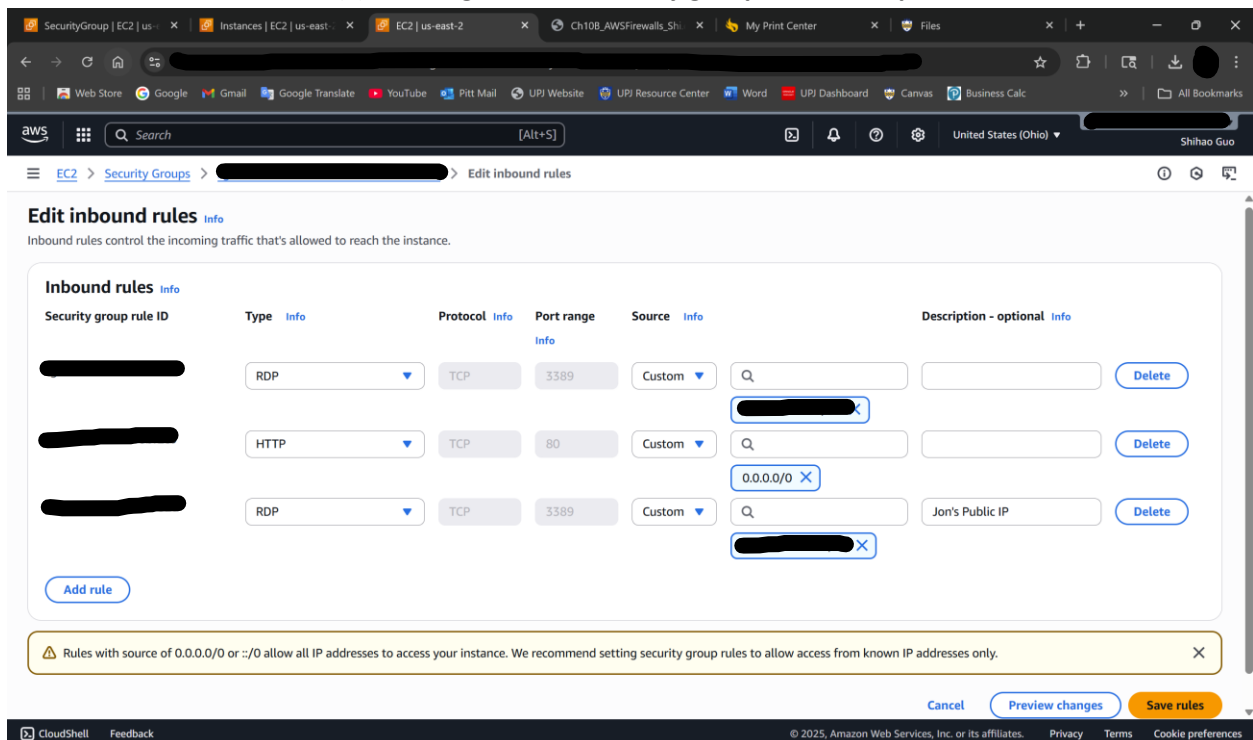 SecurityGroup | EC2 | us-e
Instances | EC2 | us-east-
EC2 | us-east-2
Ch10B_AWSFirewalls_Shi
My Print Center
Files
Web Store
Google
Gmail
Google Translate
YouTube
Pitt Mail
UPJ Website
UPJ Resource Center
Word
UPJ Dashboard
Canvas
Business Calc
»
All Bookmarks
aws
Search
[Alt+S]
United States (Ohio)
Shihao Guo
EC2 > Security Groups > > Edit inbound rules
Edit inbound rules Info
Inbound rules control the incoming traffic that's allowed to reach the instance.
Inbound rules Info
Security group rule ID
Type Info
Protocol Info
Port range
Info
Source Info
Description - optional Info
RDP
TCP
3389
Custom
Delete
HTTP
TCP
80
Custom
Delete
0.0.0.0/0
RDP
TCP
3389
Custom
Jon's Public IP
Delete
Add rule
Rules with source of 0.0.0.0/0 or ::/0 allow all IP addresses to access your instance. We recommend setting security group rules to allow access from known IP addresses only.
Cancel
Preview changes
Save rules
CloudShell
Feedback
© 2025, Amazon Web Services, Inc. or its affiliates.
Privacy
Terms
Cookie preferences